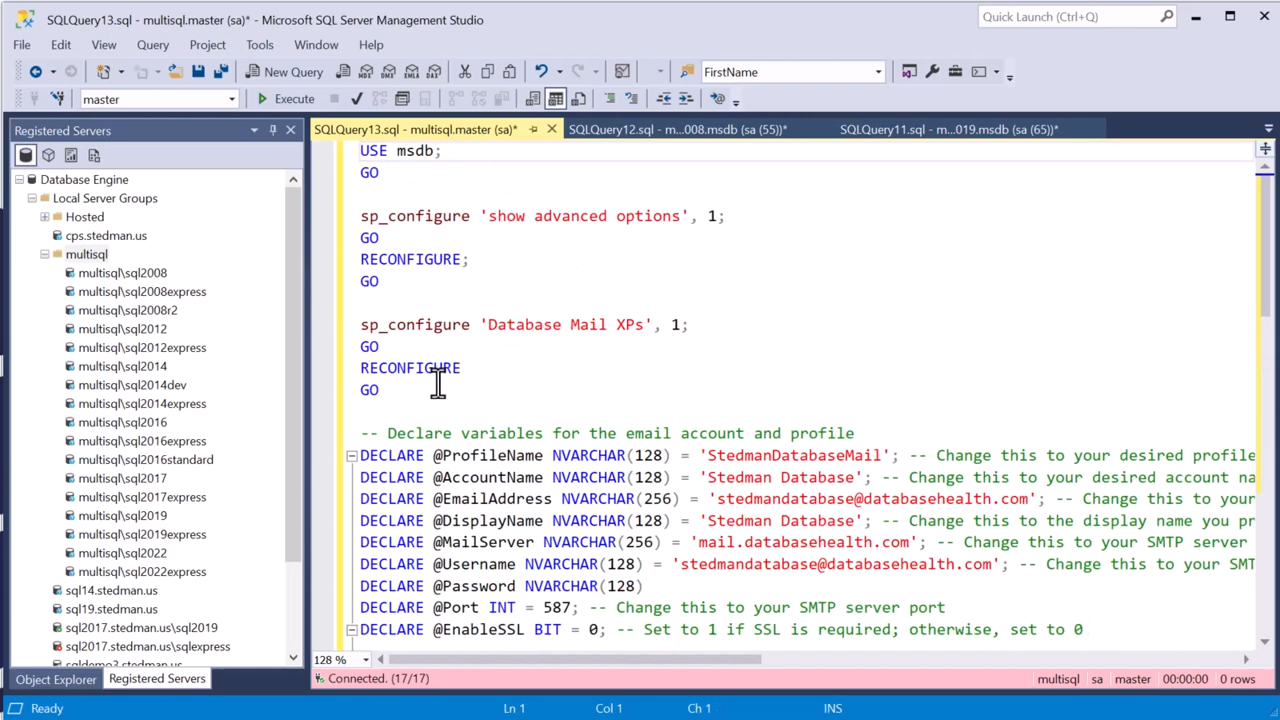 SQLQuery13.sql - multisql.master (sa)* - Microsoft SQL Server Management Studio
Quick Launch (Ctrl+Q)
File Edit View Query Project Tools Window Help
New Query
MDX DMX XMLA DAX
FirstName
master
Execute
Registered Servers
SQLQuery13.sql - multisql.master (sa)*
SQLQuery12.sql - m...008.msdb (sa (55))*
SQLQuery11.sql - m...019.msdb (sa (65))*
Database Engine
Local Server Groups
Hosted
cps.stedman.us
multisql
multisql\sql2008
multisql\sql2008express
multisql\sql2008r2
multisql\sql2012
multisql\sql2012express
multisql\sql2014
multisql\sql2014dev
multisql\sql2014express
multisql\sql2016
multisql\sql2016express
multisql\sql2016standard
multisql\sql2017
multisql\sql2017express
multisql\sql2019
multisql\sql2019express
multisql\sql2022
multisql\sql2022express
sql14.stedman.us
sql19.stedman.us
sql2017.stedman.us\sql2019
sql2017.stedman.us\sqlexpress
sqldemo3.stedman.us
Object Explorer
Registered Servers
USE msdb;
GO
sp_configure 'show advanced options', 1;
GO
RECONFIGURE;
GO
sp_configure 'Database Mail XPs', 1;
GO
RECONFIGURE
GO
-- Declare variables for the email account and profile
DECLARE @ProfileName NVARCHAR(128) = 'StedmanDatabaseMail'; -- Change this to your desired profile
DECLARE @AccountName NVARCHAR(128) = 'Stedman Database'; -- Change this to your desired account na
DECLARE @EmailAddress NVARCHAR(256) = 'stedmandatabase@databasehealth.com'; -- Change this to your
DECLARE @DisplayName NVARCHAR(128) = 'Stedman Database'; -- Change this to the display name you pr
DECLARE @MailServer NVARCHAR(256) = 'mail.databasehealth.com'; -- Change this to your SMTP server
DECLARE @Username NVARCHAR(128) = 'stedmandatabase@databasehealth.com'; -- Change this to your SMT
DECLARE @Password NVARCHAR(128)
DECLARE @Port INT = 587; -- Change this to your SMTP server port
DECLARE @EnableSSL BIT = 0; -- Set to 1 if SSL is required; otherwise, set to 0
128 %
Connected. (17/17)
multisql sa master 00:00:00 0 rows
Ready
Ln 1 Col 1 Ch 1 INS